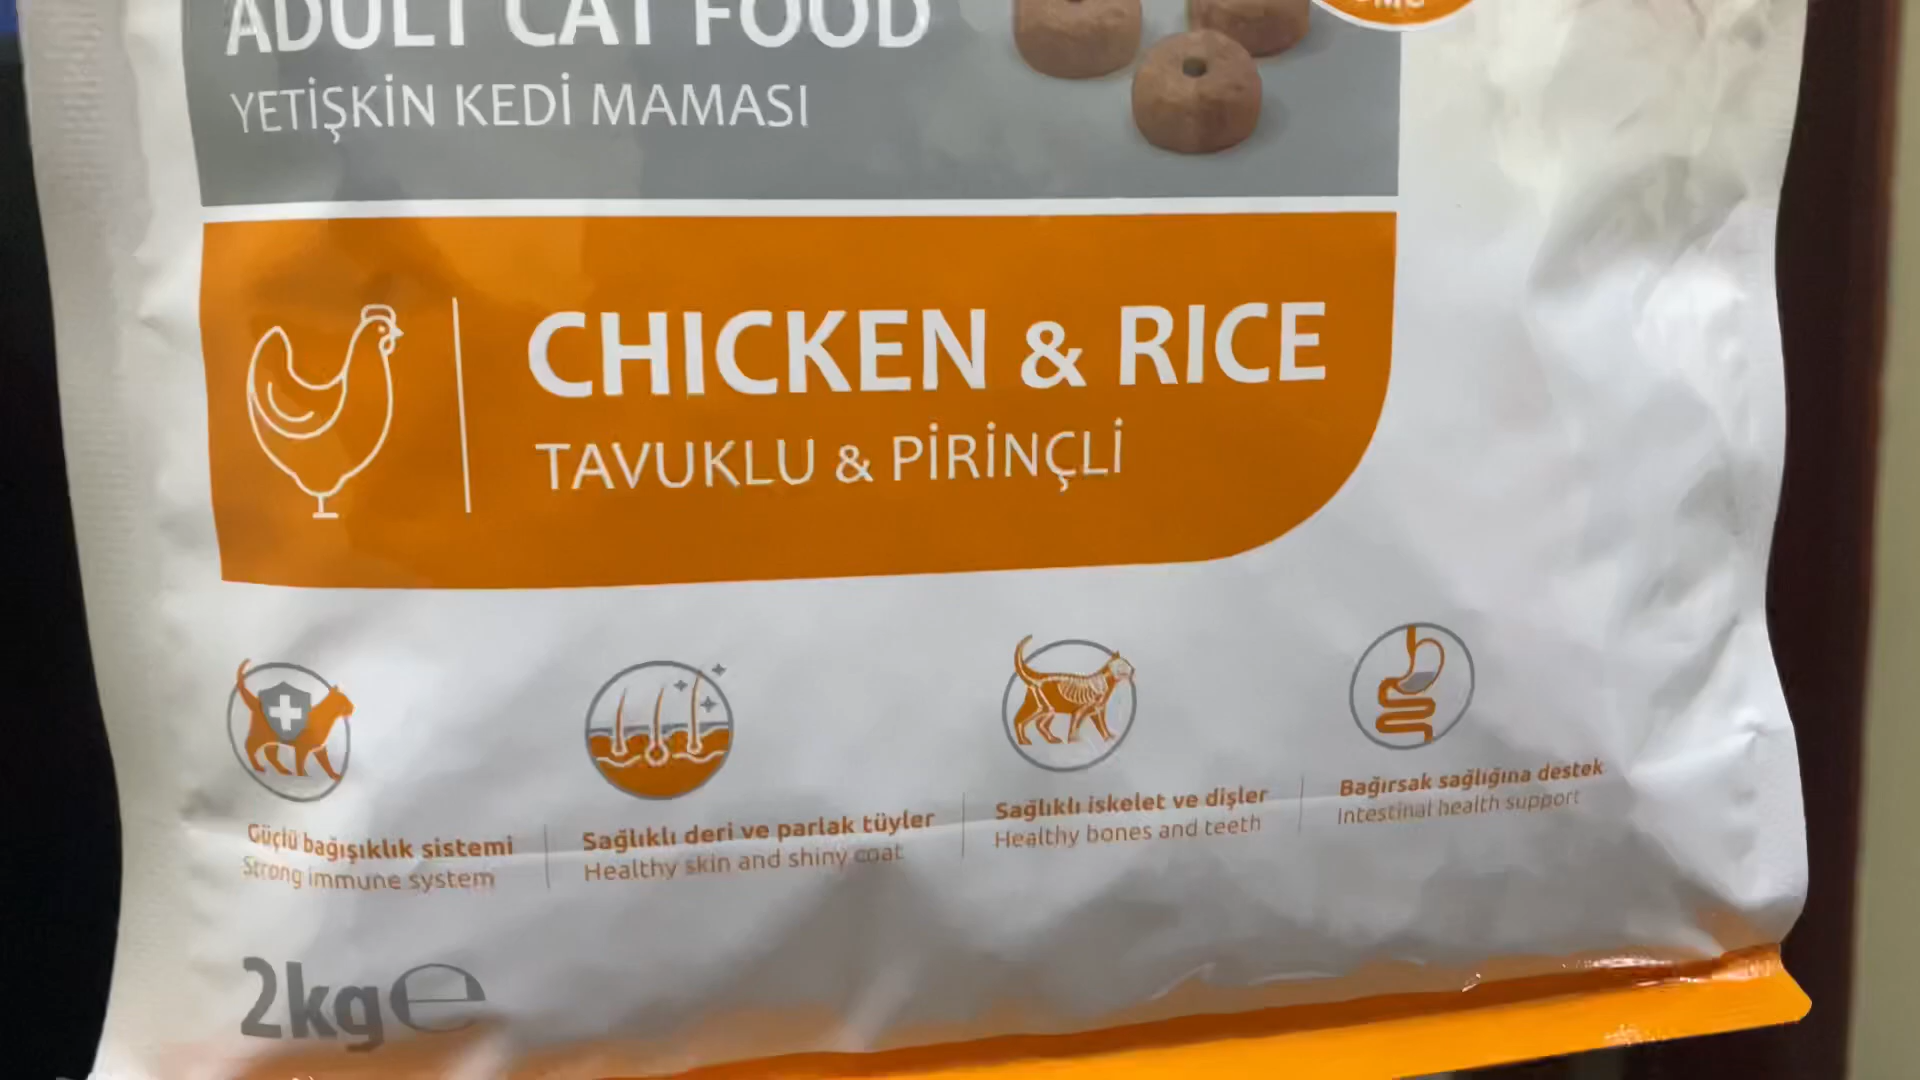 ADULT CAT FOOD
YETİŞKİN KEDİ MAMASI
CHICKEN & RICE
TAVUKLU & PİRİNÇLİ
Güçlü bağışıklık sistemi
Strong immune system
Sağlıklı deri ve parlak tüyler
Healthy skin and shiny coat
Sağlıklı iskelet ve dişler
Healthy bones and teeth
Bağırsak sağlığına destek
Intestinal health support
2kg℮